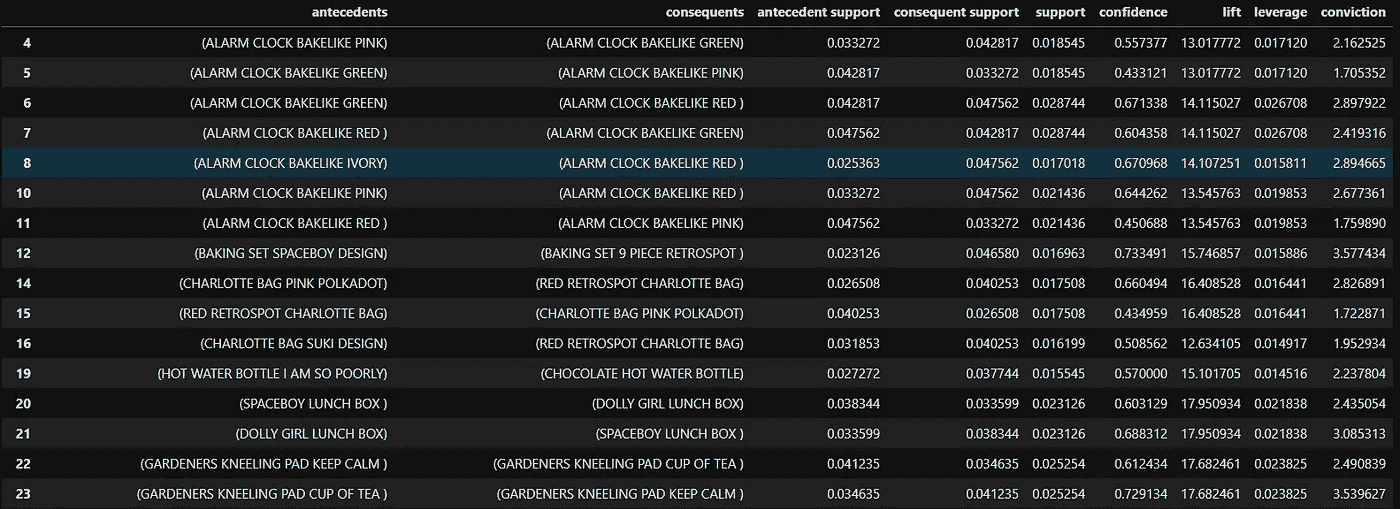 antecedents consequents antecedent support consequent support support confidence lift leverage conviction
4 (ALARM CLOCK BAKELIKE PINK) (ALARM CLOCK BAKELIKE GREEN) 0.033272 0.042817 0.018545 0.557377 13.017772 0.017120 2.162525
5 (ALARM CLOCK BAKELIKE GREEN) (ALARM CLOCK BAKELIKE PINK) 0.042817 0.033272 0.018545 0.433121 13.017772 0.017120 1.705352
6 (ALARM CLOCK BAKELIKE GREEN) (ALARM CLOCK BAKELIKE RED ) 0.042817 0.047562 0.028744 0.671338 14.115027 0.026708 2.897922
7 (ALARM CLOCK BAKELIKE RED ) (ALARM CLOCK BAKELIKE GREEN) 0.047562 0.042817 0.028744 0.604358 14.115027 0.026708 2.419316
8 (ALARM CLOCK BAKELIKE IVORY) (ALARM CLOCK BAKELIKE RED ) 0.025363 0.047562 0.017018 0.670968 14.107251 0.015811 2.894665
10 (ALARM CLOCK BAKELIKE PINK) (ALARM CLOCK BAKELIKE RED ) 0.033272 0.047562 0.021436 0.644262 13.545763 0.019853 2.677361
11 (ALARM CLOCK BAKELIKE RED ) (ALARM CLOCK BAKELIKE PINK) 0.047562 0.033272 0.021436 0.450688 13.545763 0.019853 1.759890
12 (BAKING SET SPACEBOY DESIGN) (BAKING SET 9 PIECE RETROSPOT ) 0.023126 0.046580 0.016963 0.733491 15.746857 0.015886 3.577434
14 (CHARLOTTE BAG PINK POLKADOT) (RED RETROSPOT CHARLOTTE BAG) 0.026508 0.040253 0.017508 0.660494 16.408528 0.016441 2.826891
15 (RED RETROSPOT CHARLOTTE BAG) (CHARLOTTE BAG PINK POLKADOT) 0.040253 0.026508 0.017508 0.434959 16.408528 0.016441 1.722871
16 (CHARLOTTE BAG SUKI DESIGN) (RED RETROSPOT CHARLOTTE BAG) 0.031853 0.040253 0.016199 0.508562 12.634105 0.014917 1.952934
19 (HOT WATER BOTTLE I AM SO POORLY) (CHOCOLATE HOT WATER BOTTLE) 0.027272 0.037744 0.015545 0.570000 15.101705 0.014516 2.237804
20 (SPACEBOY LUNCH BOX ) (DOLLY GIRL LUNCH BOX) 0.038344 0.033599 0.023126 0.603129 17.950934 0.021838 2.435054
21 (DOLLY GIRL LUNCH BOX) (SPACEBOY LUNCH BOX ) 0.033599 0.038344 0.023126 0.688312 17.950934 0.021838 3.085313
22 (GARDENERS KNEELING PAD KEEP CALM ) (GARDENERS KNEELING PAD CUP OF TEA ) 0.041235 0.034635 0.025254 0.612434 17.682461 0.023825 2.490839
23 (GARDENERS KNEELING PAD CUP OF TEA ) (GARDENERS KNEELING PAD KEEP CALM ) 0.034635 0.041235 0.025254 0.729134 17.682461 0.023825 3.539627